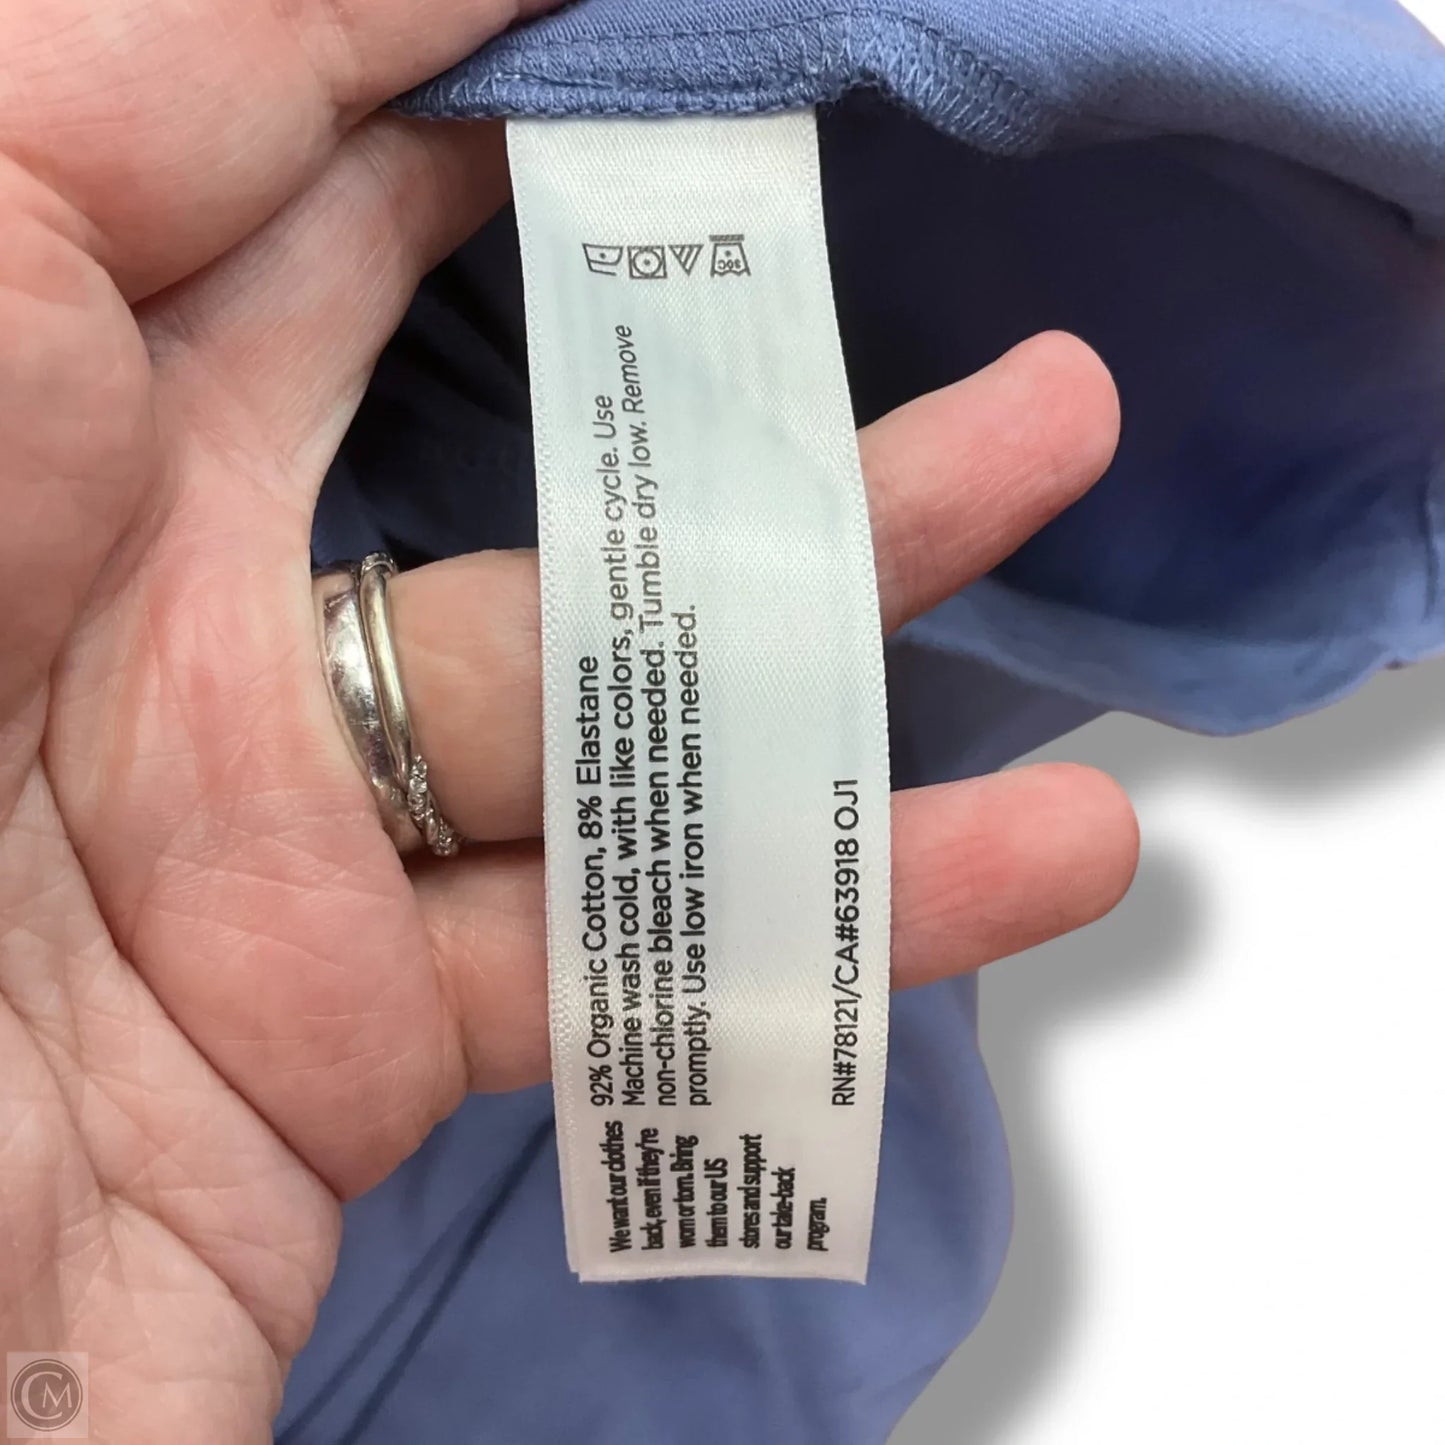 92% Organic Cotton, 8% Elastane
Machine wash cold, with like colors, gentle cycle. Use
non-chlorine bleach when needed. Tumble dry low. Remove
promptly. Use low iron when needed.
RN#78121/CA#63918 OJ1
We want our clothes
back, even if they're
worn or torn. Bring
them to our US
stores and support
our take-back
program.
30C
CM